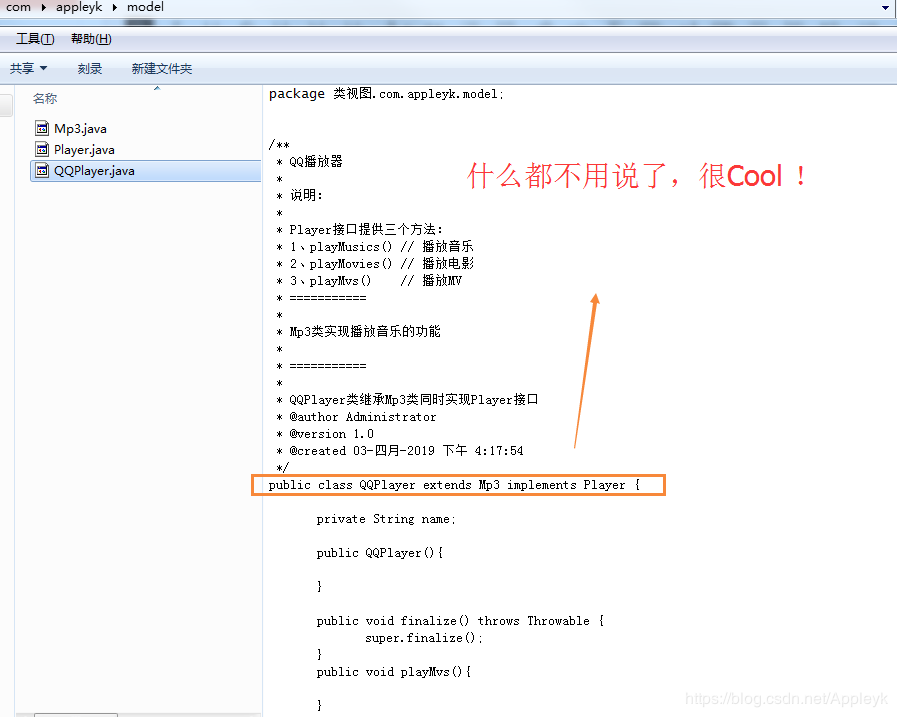 com ▸ appleyk ▸ model
工具(T) 帮助(H)
共享 刻录 新建文件夹
名称
Mp3.java
Player.java
QQPlayer.java
package 类视图.com.appleyk.model;
/**
* QQ播放器
*
* 说明:
*
* Player接口提供三个方法:
* 1、playMusics() // 播放音乐
* 2、playMovies() // 播放电影
* 3、playMvs() // 播放MV
* ===========
*
* Mp3类实现播放音乐的功能
*
* ===========
*
* QQPlayer类继承Mp3类同时实现Player接口
* @author Administrator
* @version 1.0
* @created 03-四月-2019 下午 4:17:54
*/
public class QQPlayer extends Mp3 implements Player {
private String name;
public QQPlayer(){
}
public void finalize() throws Throwable {
super.finalize();
}
public void playMvs(){
}
什么都不用说了，很Cool ！
https://blog.csdn.net/Appleyk